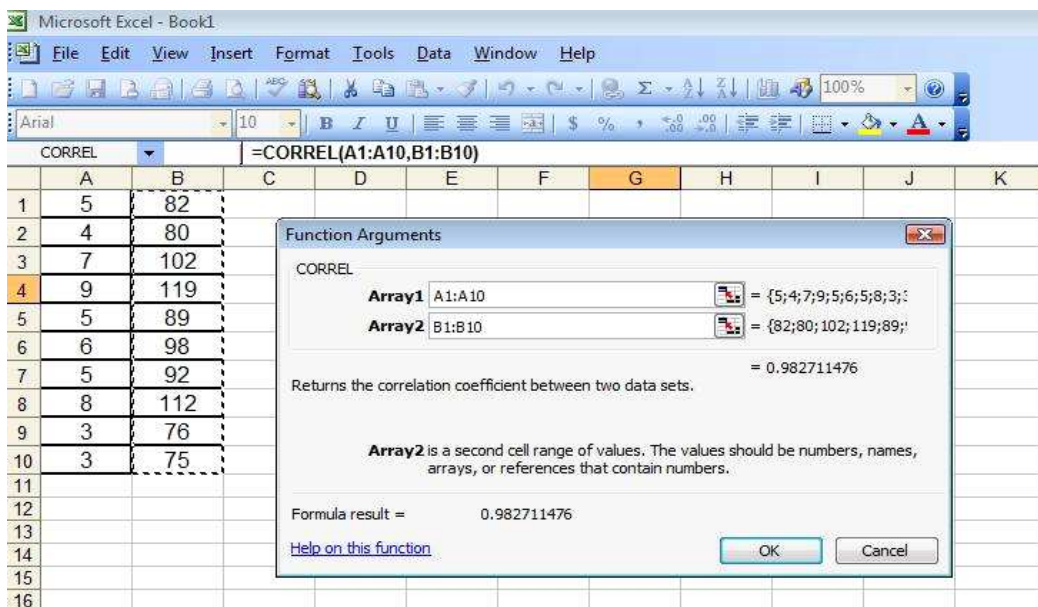 Microsoft Excel - Book1
File Edit View Insert Format Tools Data Window Help
100%
Arial 10 B I U $ % , A
CORREL =CORREL(A1:A10,B1:B10)
A B C D E F G H I J K
1 5 82
2 4 80
3 7 102
4 9 119
5 5 89
6 6 98
7 5 92
8 8 112
9 3 76
10 3 75
11
12
13
14
15
16
Function Arguments
CORREL
Array1 A1:A10 = {5;4;7;9;5;6;5;8;3;
Array2 B1:B10 = {82;80;102;119;89;
= 0.982711476
Returns the correlation coefficient between two data sets.
Array2 is a second cell range of values. The values should be numbers, names,
arrays, or references that contain numbers.
Formula result = 0.982711476
Help on this function OK Cancel